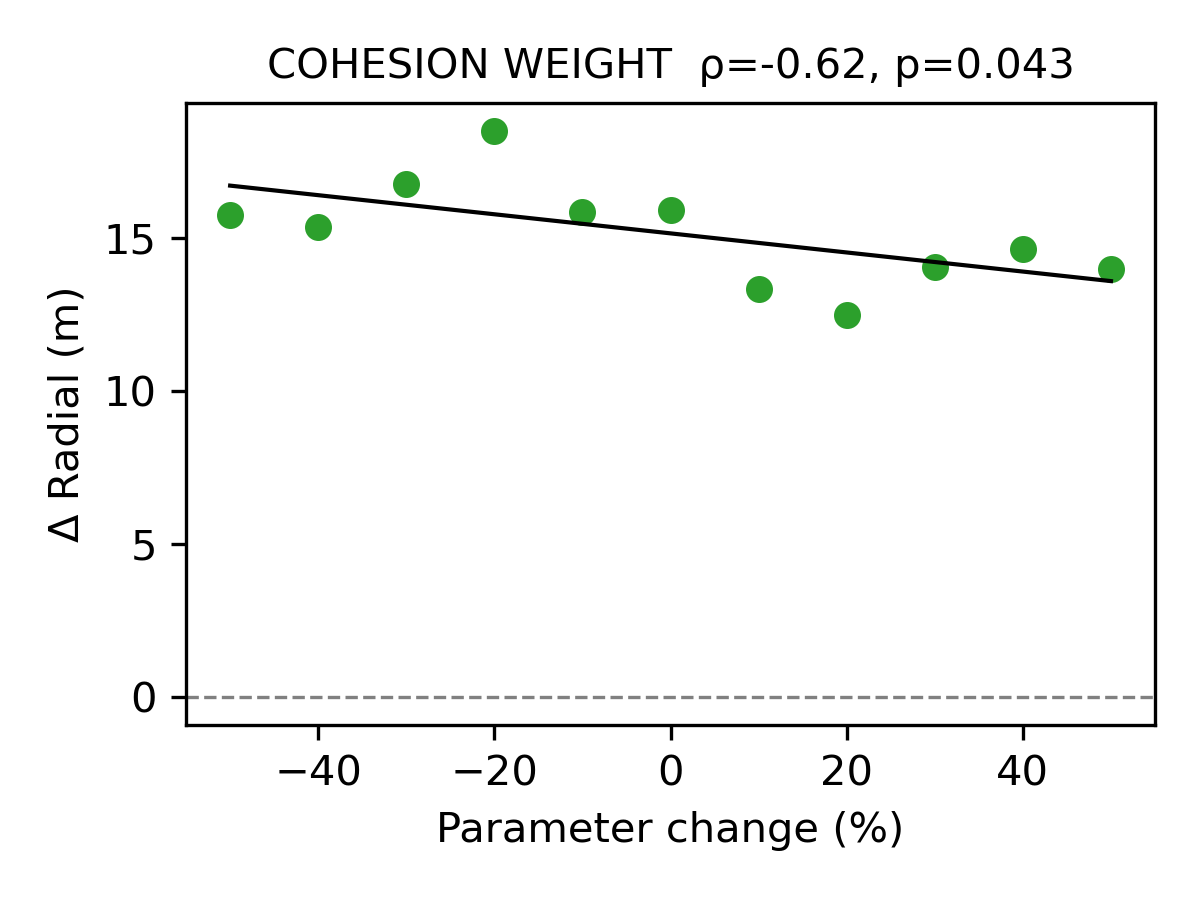 COHESION WEIGHT ρ=-0.62, p=0.043
Δ Radial (m)
15
10
5
0
−40 −20 0 20 40
Parameter change (%)